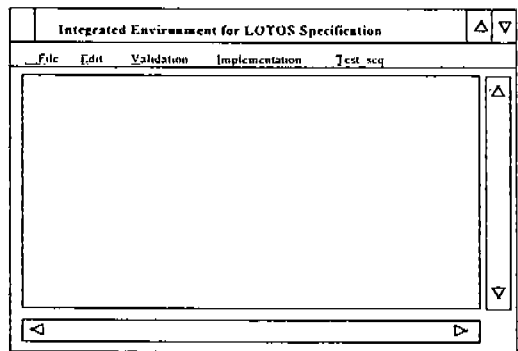 Integrated Environment for LOTOS Specification
File Edit Validation Implementation Test_seq